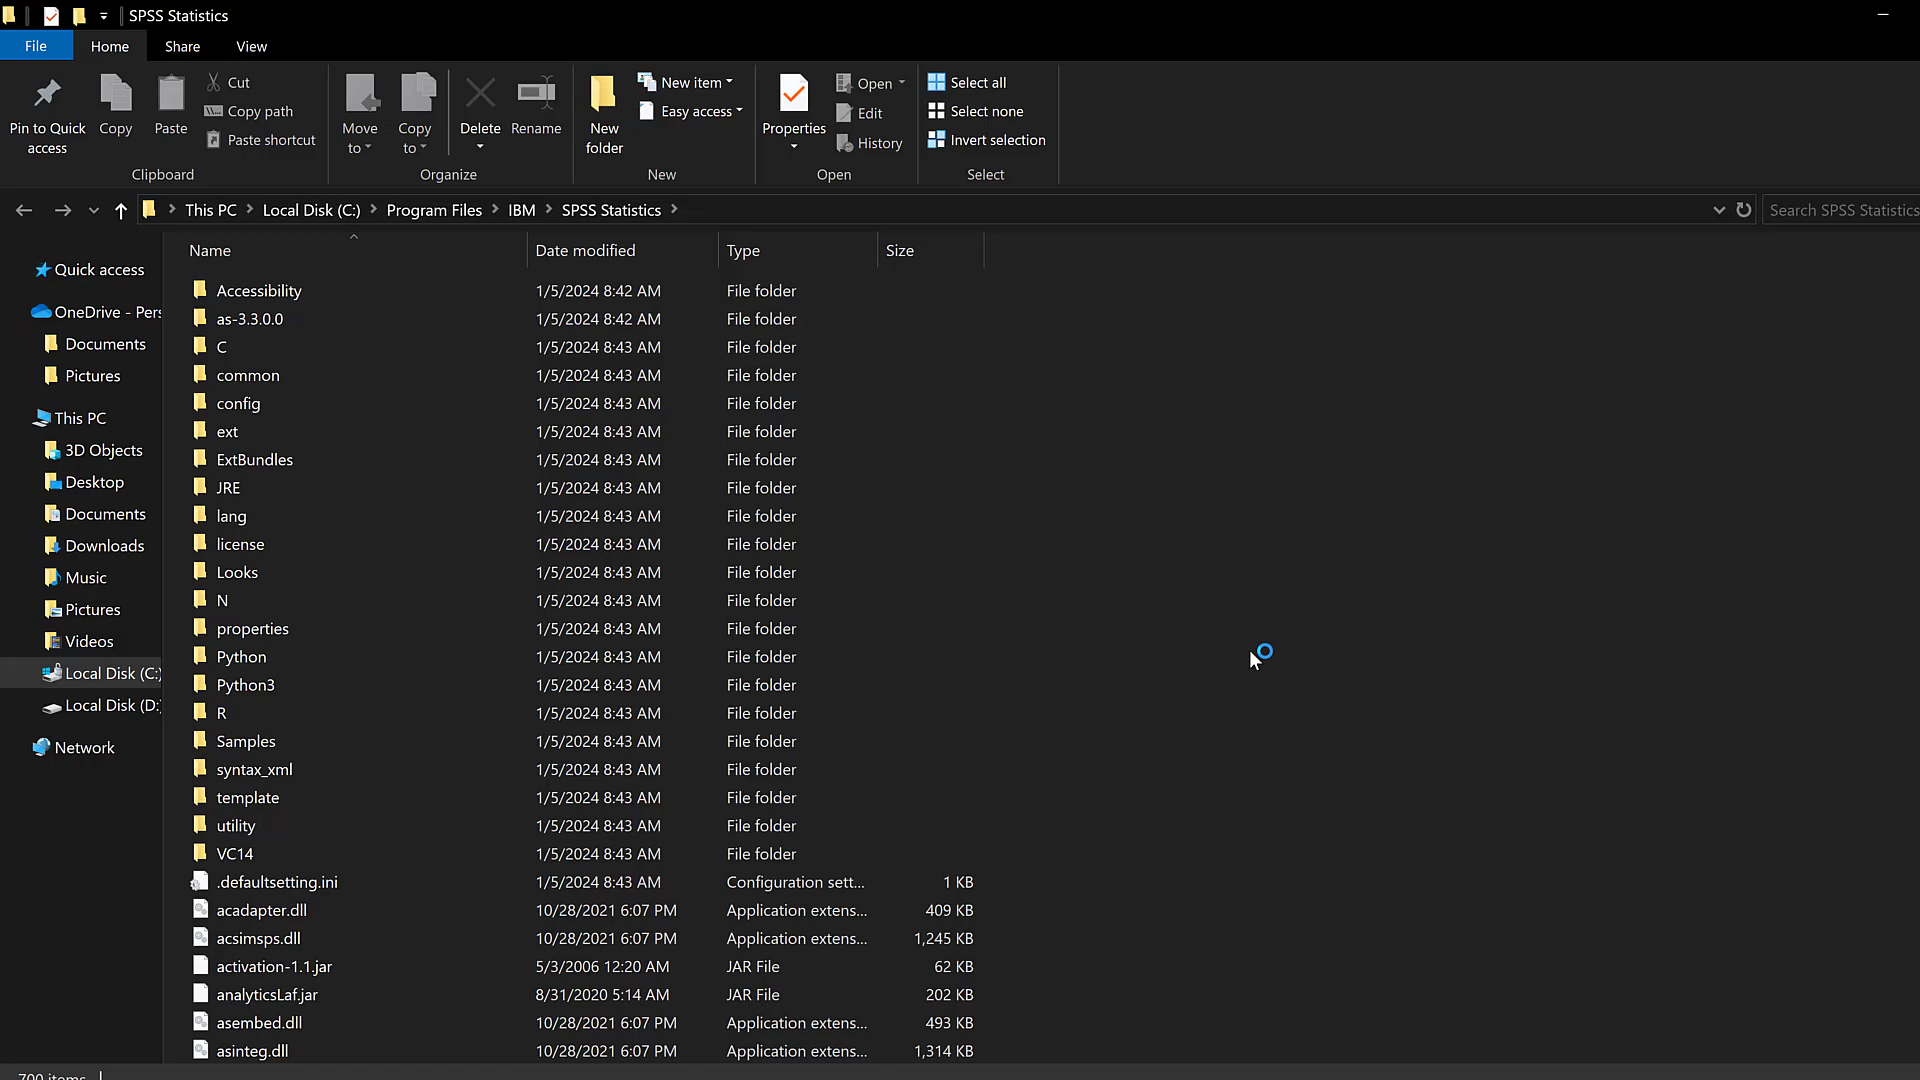 SPSS Statistics
File Home Share View
Pin to Quick access
Copy
Paste
Cut
Copy path
Paste shortcut
Clipboard
Move to
Copy to
Delete
Rename
Organize
New folder
New item
Easy access
New
Properties
Open
Edit
History
Open
Select all
Select none
Invert selection
Select
This PC Local Disk (C:) Program Files IBM SPSS Statistics
Search SPSS Statistics
Quick access
OneDrive - Pers
Documents
Pictures
This PC
3D Objects
Desktop
Documents
Downloads
Music
Pictures
Videos
Local Disk (C:)
Local Disk (D:)
Network
Name Date modified Type Size
Accessibility 1/5/2024 8:42 AM File folder
as-3.3.0.0 1/5/2024 8:42 AM File folder
C 1/5/2024 8:43 AM File folder
common 1/5/2024 8:43 AM File folder
config 1/5/2024 8:43 AM File folder
ext 1/5/2024 8:43 AM File folder
ExtBundles 1/5/2024 8:43 AM File folder
JRE 1/5/2024 8:43 AM File folder
lang 1/5/2024 8:43 AM File folder
license 1/5/2024 8:43 AM File folder
Looks 1/5/2024 8:43 AM File folder
N 1/5/2024 8:43 AM File folder
properties 1/5/2024 8:43 AM File folder
Python 1/5/2024 8:43 AM File folder
Python3 1/5/2024 8:43 AM File folder
R 1/5/2024 8:43 AM File folder
Samples 1/5/2024 8:43 AM File folder
syntax_xml 1/5/2024 8:43 AM File folder
template 1/5/2024 8:43 AM File folder
utility 1/5/2024 8:43 AM File folder
VC14 1/5/2024 8:43 AM File folder
.defaultsetting.ini 1/5/2024 8:43 AM Configuration sett... 1 KB
acadapter.dll 10/28/2021 6:07 PM Application extens... 409 KB
acsimsps.dll 10/28/2021 6:07 PM Application extens... 1,245 KB
activation-1.1.jar 5/3/2006 12:20 AM JAR File 62 KB
analyticsLaf.jar 8/31/2020 5:14 AM JAR File 202 KB
asembed.dll 10/28/2021 6:07 PM Application extens... 493 KB
asinteg.dll 10/28/2021 6:07 PM Application extens... 1,314 KB
700 items